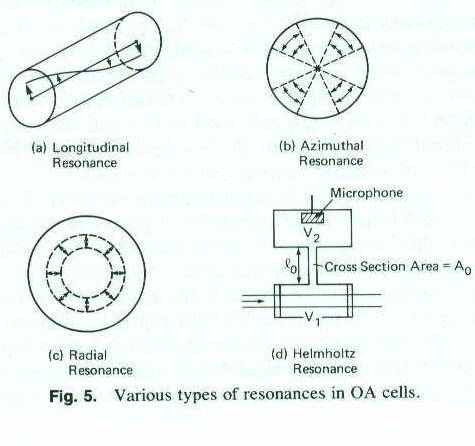 (a) Longitudinal
Resonance
(b) Azimuthal
Resonance
(c) Radial
Resonance
Microphone
V₂
ℓ₀
Cross Section Area = A₀
V₁
(d) Helmholtz
Resonance
Fig. 5. Various types of resonances in OA cells.